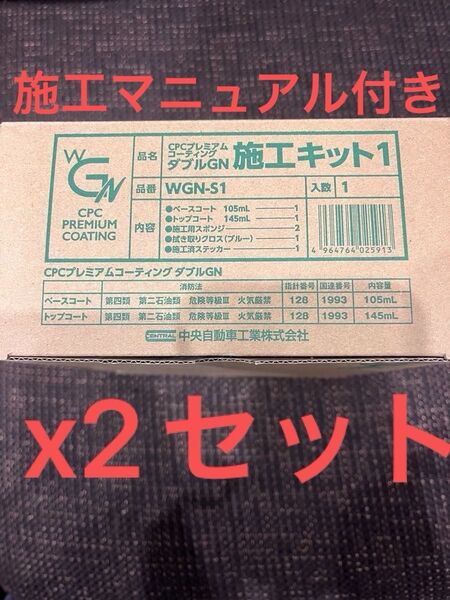 施工マニュアル付き
WGN
CPC
PREMIUM
COATING
品名 CPCプレミアム
コーティング
ダブルGN 施工キット1
品番 WGN-S1 入数 1
内容
●ベースコート 105mL 1
●トップコート 145mL 1
●施工用スポンジ 2
●拭き取りクロス(ブルー) 1
●施工済ステッカー 1
4 964764 025913
CPCプレミアムコーティング ダブルGN
消防法 指針番号 国連番号 内容量
ベースコート 第四類 第二石油類 危険等級Ⅲ 火気厳禁 128 1993 105mL
トップコート 第四類 第二石油類 危険等級Ⅲ 火気厳禁 128 1993 145mL
CENTRAL 中央自動車工業株式会社
x2セット